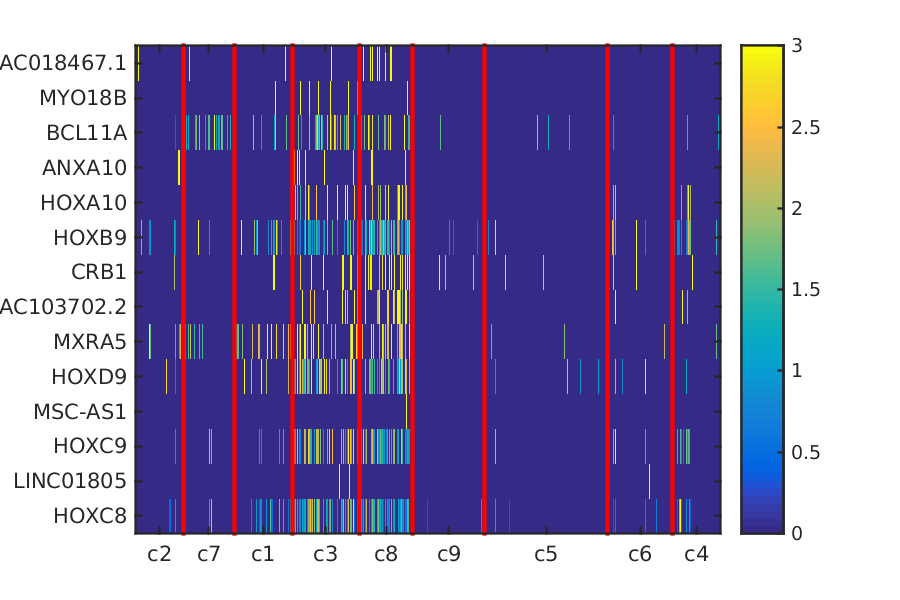 AC018467.1
MYO18B
BCL11A
ANXA10
HOXA10
HOXB9
CRB1
AC103702.2
MXRA5
HOXD9
MSC-AS1
HOXC9
LINC01805
HOXC8
c2 c7 c1 c3 c8 c9 c5 c6 c4
3
2.5
2
1.5
1
0.5
0